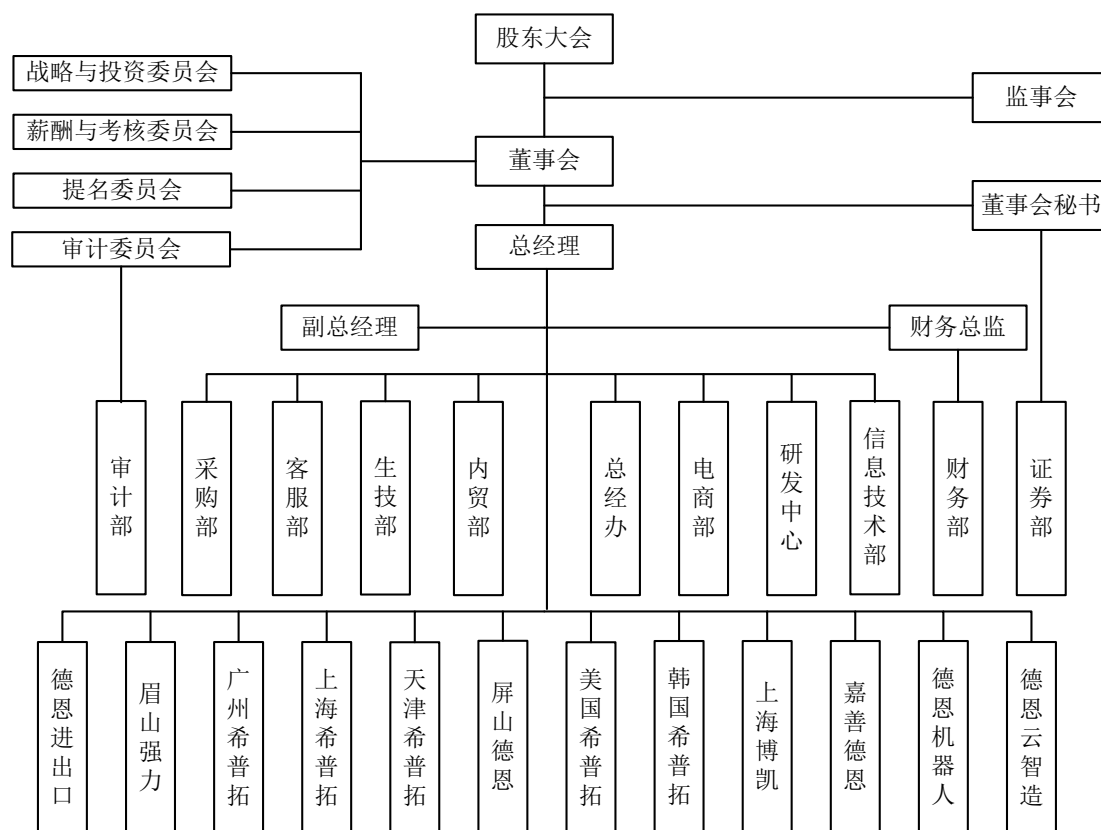 股东大会
战略与投资委员会
监事会
薪酬与考核委员会
董事会
提名委员会
董事会秘书
审计委员会
总经理
副总经理
财务总监
审计部
采购部
客服部
生技部
内贸部
总经办
电商部
研发中心
信息技术部
财务部
证券部
德恩进出口
眉山强力
广州希普拓
上海希普拓
天津希普拓
屏山德恩
美国希普拓
韩国希普拓
上海博凯
嘉善德恩
德恩机器人
德恩云智造